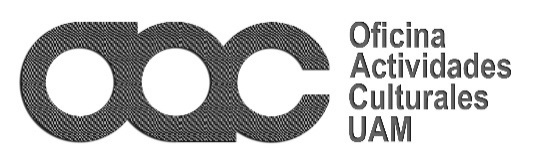 oac
Oficina
Actividades
Culturales
UAM